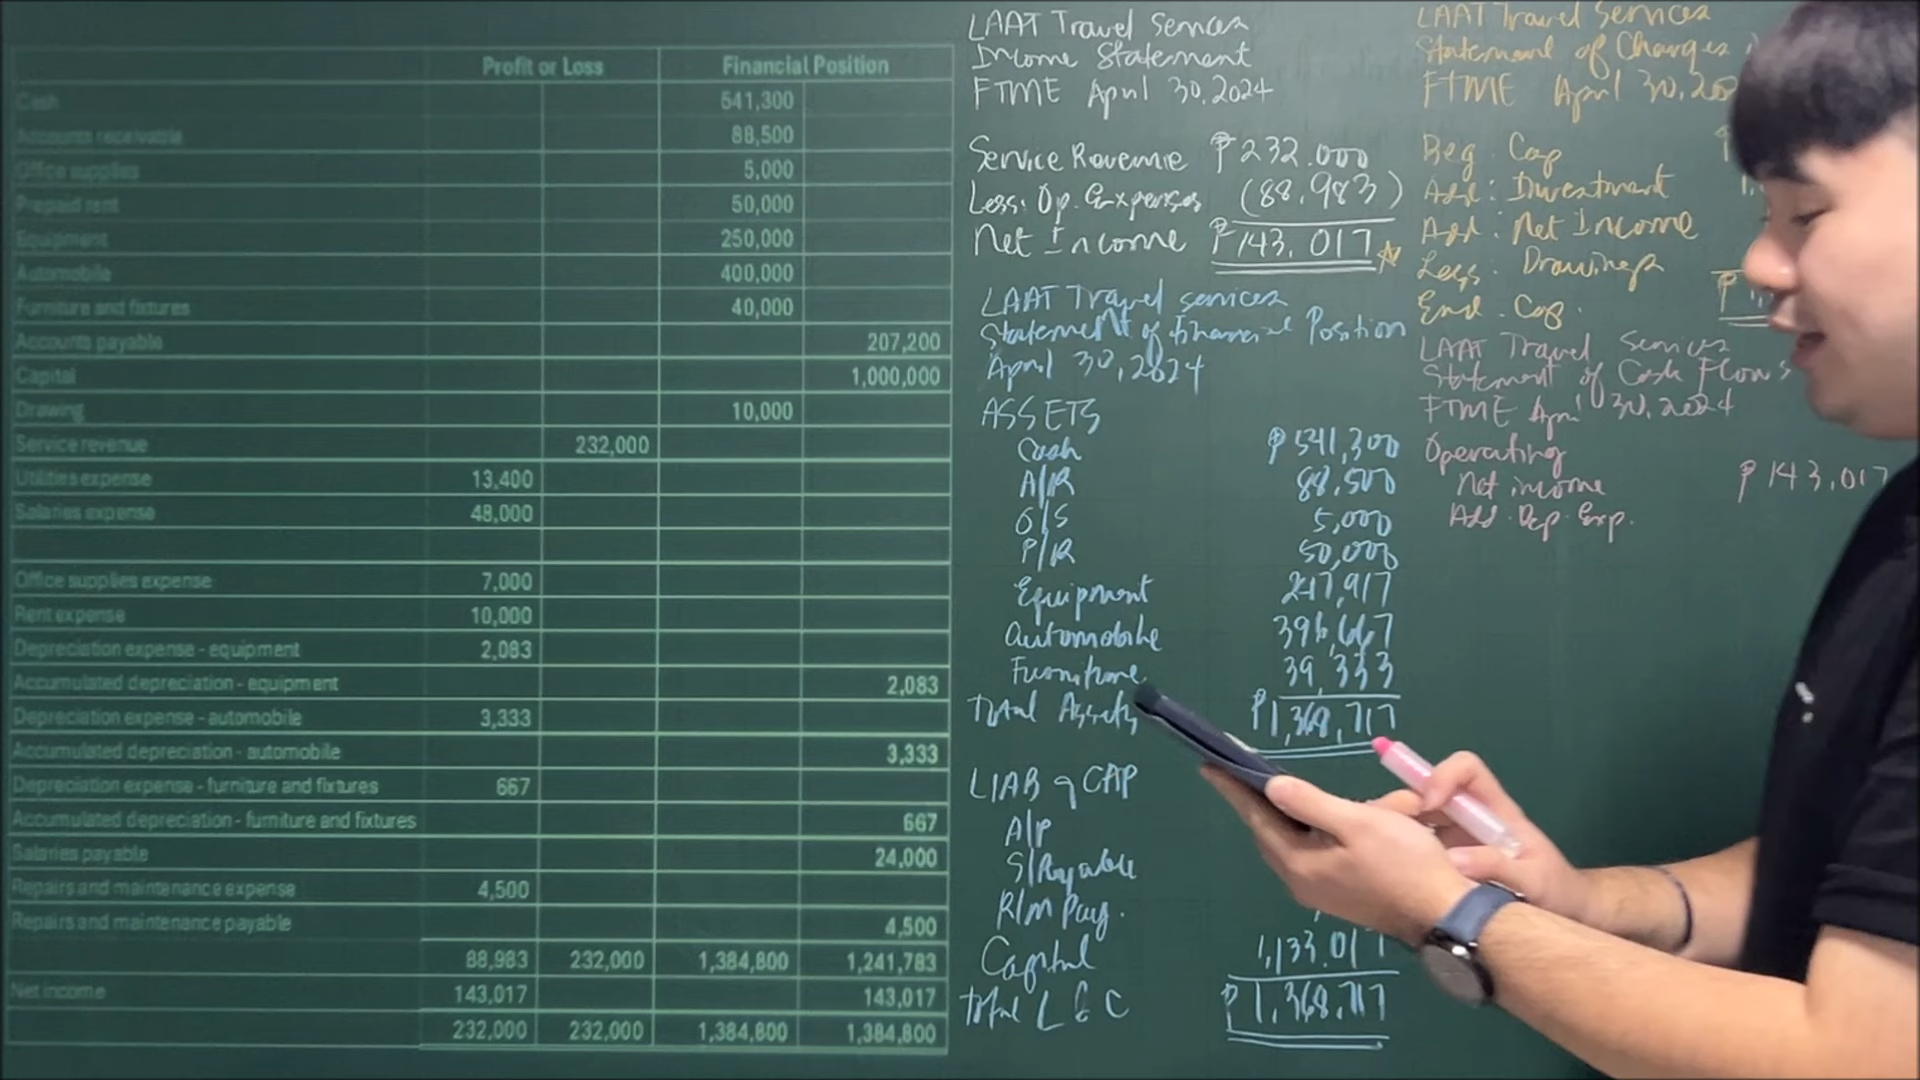 Profit or Loss Financial Position
Cash 541,300
Accounts receivable 88,500
Office supplies 5,000
Prepaid rent 50,000
Equipment 250,000
Automobile 400,000
Furniture and fixtures 40,000
Accounts payable 207,200
Capital 1,000,000
Drawing 10,000
Service revenue 232,000
Utilities expense 13,400
Salaries expense 48,000
Office supplies expense 7,000
Rent expense 10,000
Depreciation expense - equipment 2,083
Accumulated depreciation - equipment 2,083
Depreciation expense - automobile 3,333
Accumulated depreciation - automobile 3,333
Depreciation expense - furniture and fixtures 667
Accumulated depreciation - furniture and fixtures 667
Salaries payable 24,000
Repairs and maintenance expense 4,500
Repairs and maintenance payable 4,500
88,983 232,000 1,384,800 1,241,783
Net income 143,017 143,017
232,000 232,000 1,384,800 1,384,800
LAAT Travel Services
Income Statement
FTME April 30, 2024
Service Revenue ₱232.000
Less: Op. Expenses (88.983)
Net Income ₱143.017
LAAT Travel services
Statement of Financial Position
April 30, 2024
ASSETS
Cash ₱541,300
A/R 88,500
O/S 5,000
P/R 50,000
Equipment 247,917
Automobile 396,667
Furniture 39,333
Total Assets ₱1,368,717
LIAB & CAP
A/P
S/Payable
R/M Pay.
Capital 1,133.017
Total L & C ₱1,368,717
LAAT Travel Services
Statement of Changes
FTME April 30, 20
Beg. Cap
Add: Investment
Add: Net Income
Less: Drawings
End. Cap.
LAAT Travel Services
Statement of Cash Flows
FTME April 30, 2024
Operating
Net income ₱143.017
Add: Dep. Exp.